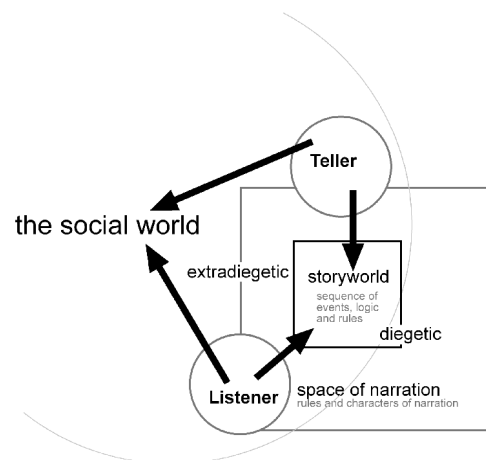 Teller
the social world
extradiegetic
storyworld
sequence of
events, logic
and rules
diegetic
Listener
space of narration
rules and characters of narration